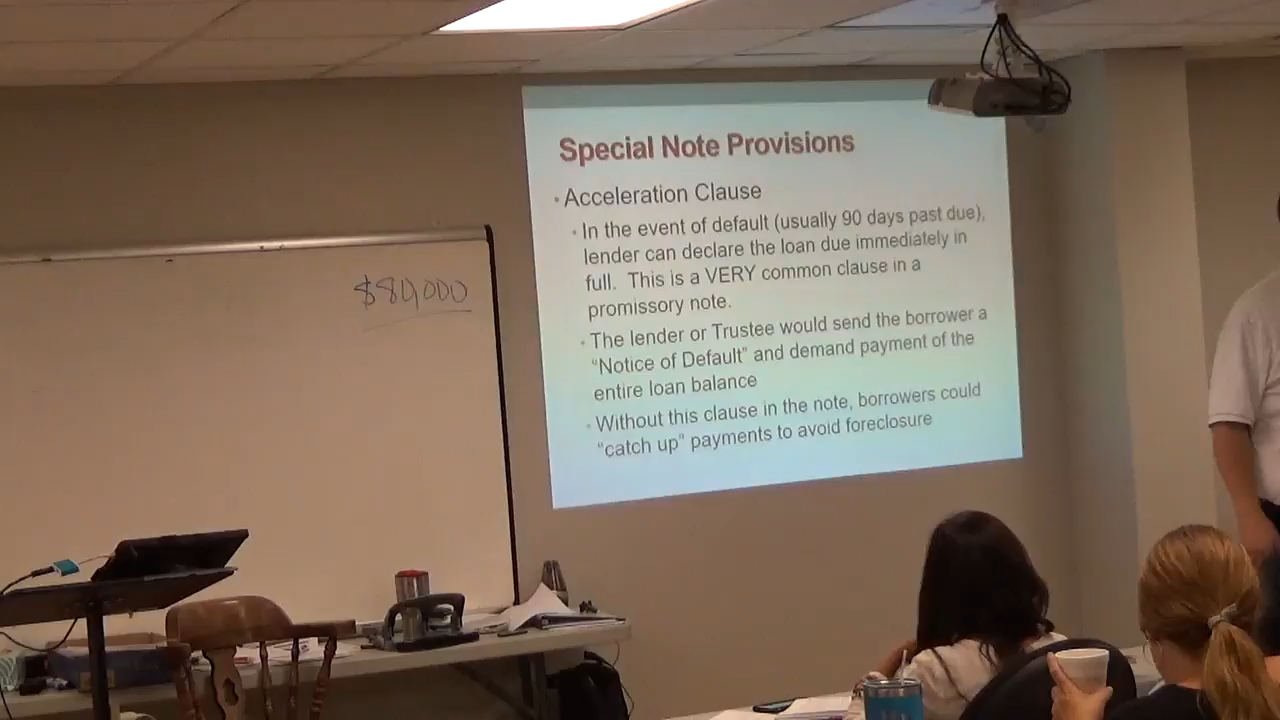 $80,000
Special Note Provisions
• Acceleration Clause
• In the event of default (usually 90 days past due),
lender can declare the loan due immediately in
full. This is a VERY common clause in a
promissory note.
• The lender or Trustee would send the borrower a
“Notice of Default” and demand payment of the
entire loan balance
• Without this clause in the note, borrowers could
“catch up” payments to avoid foreclosure